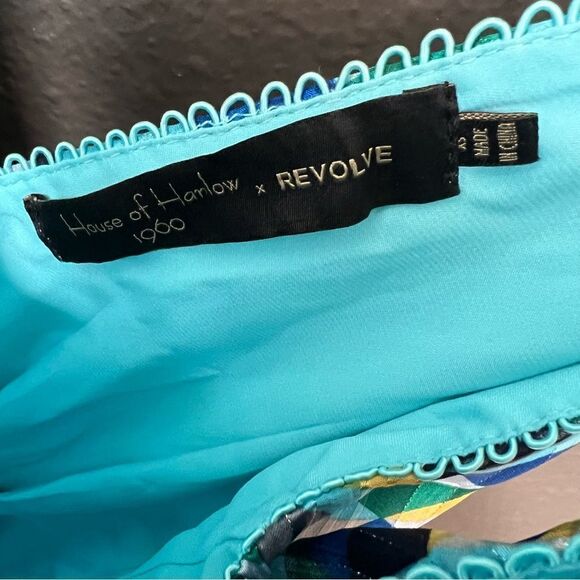 House of Harlow
1960
x REVOLVE
XS
MADE
IN CHINA